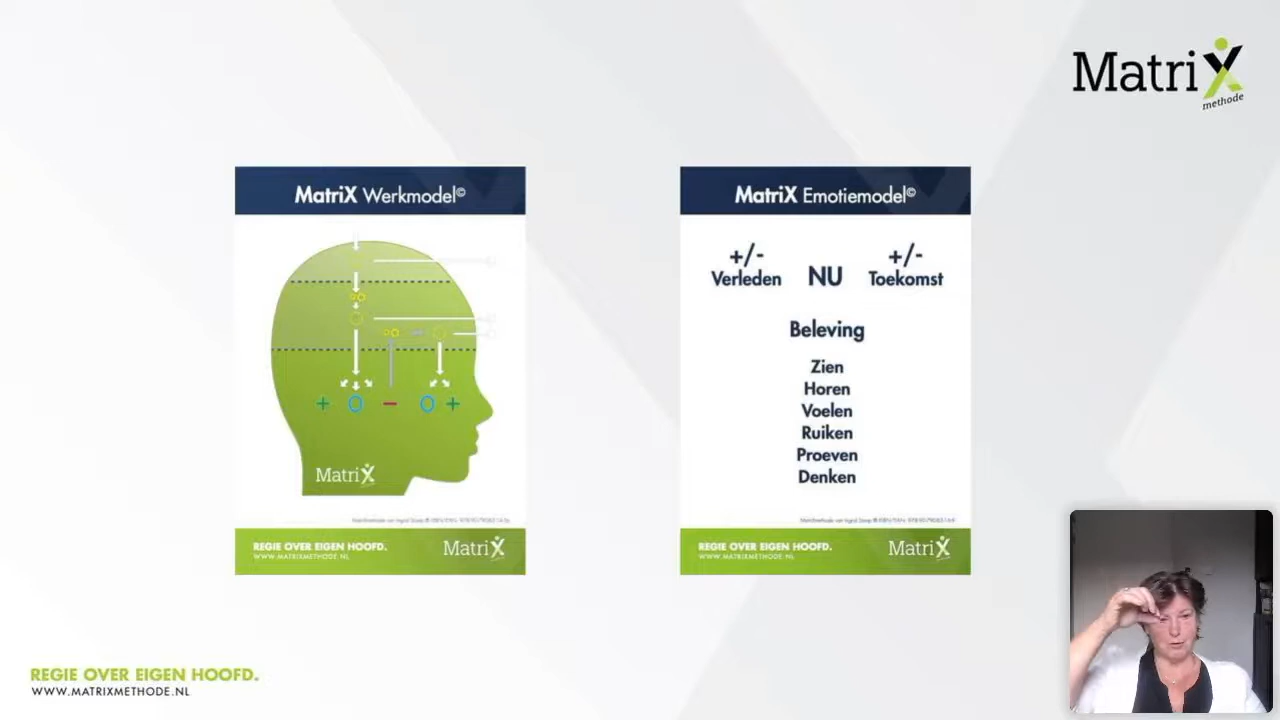 MatriX
methode
MatriX Werkmodel©
+ O - O +
MatriX
REGIE OVER EIGEN HOOFD.
WWW.MATRIXMETHODE.NL
MatriX
MatriX Emotiemodel©
+/- +/-
Verleden NU Toekomst
Beleving
Zien
Horen
Voelen
Ruiken
Proeven
Denken
REGIE OVER EIGEN HOOFD.
WWW.MATRIXMETHODE.NL
MatriX
REGIE OVER EIGEN HOOFD.
WWW.MATRIXMETHODE.NL